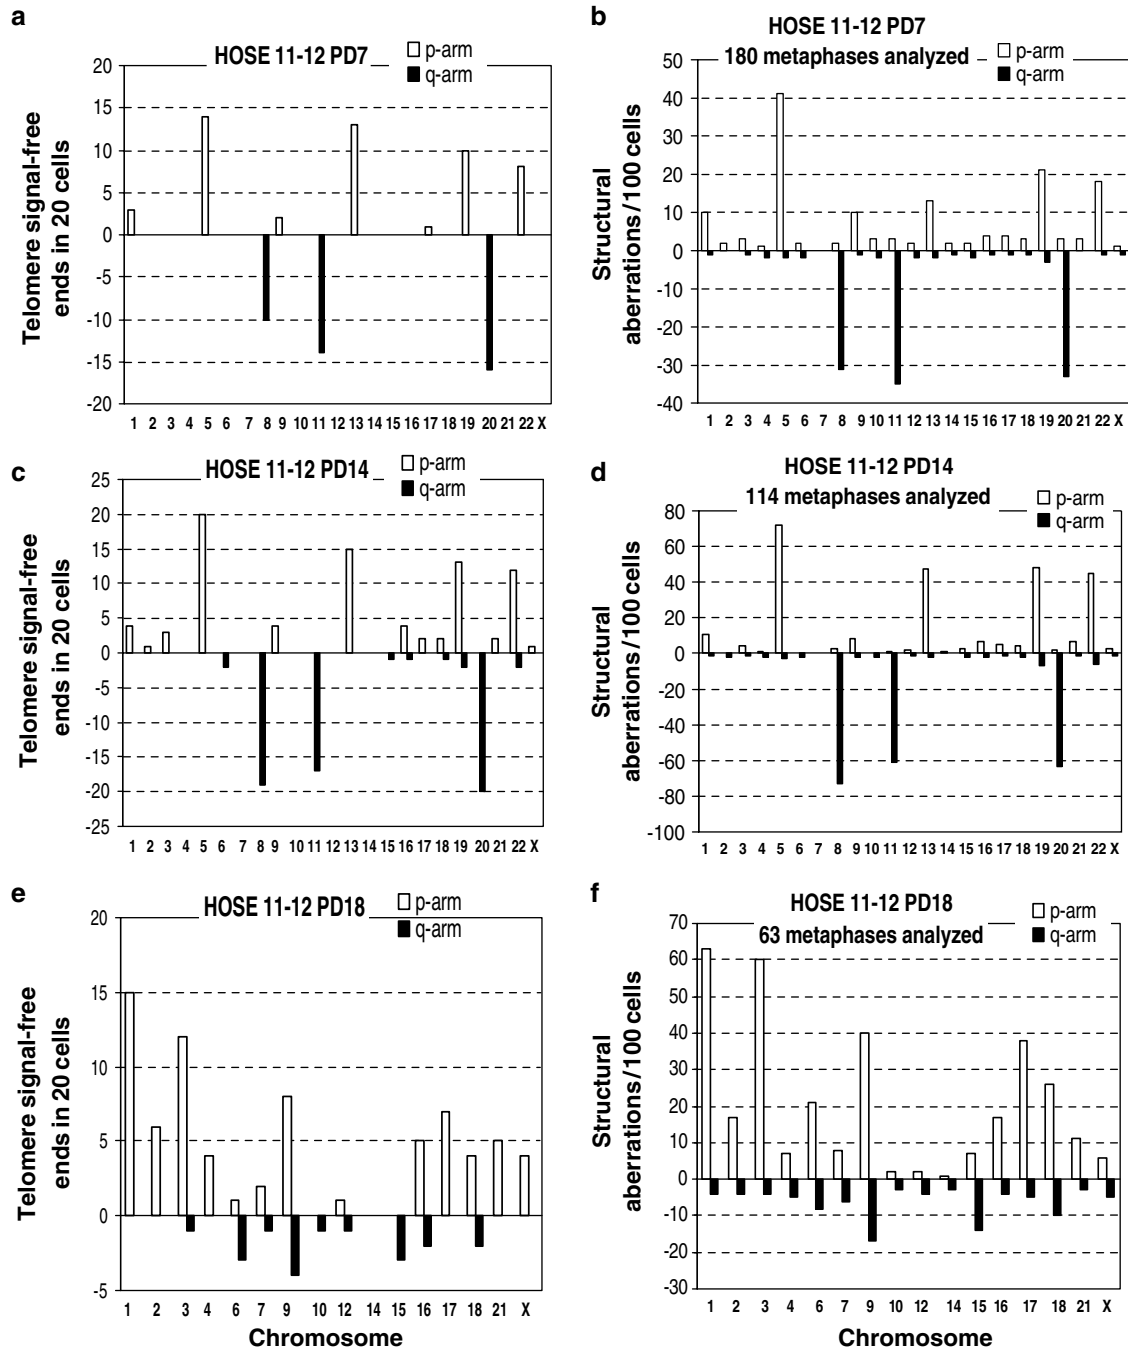 a
HOSE 11-12 PD7
p-arm
q-arm
Telomere signal-free
ends in 20 cells
20
15
10
5
0
-5
-10
-15
-20
1 2 3 4 5 6 7 8 9 10 11 12 13 14 15 16 17 18 19 20 21 22 X
b
HOSE 11-12 PD7
180 metaphases analyzed
p-arm
q-arm
Structural
aberrations/100 cells
50
40
30
20
10
0
-10
-20
-30
-40
1 2 3 4 5 6 7 8 9 10 11 12 13 14 15 16 17 18 19 20 21 22 X
c
HOSE 11-12 PD14
p-arm
q-arm
Telomere signal-free
ends in 20 cells
25
20
15
10
5
0
-5
-10
-15
-20
-25
1 2 3 4 5 6 7 8 9 10 11 12 13 14 15 16 17 18 19 20 21 22 X
d
HOSE 11-12 PD14
114 metaphases analyzed
p-arm
q-arm
Structural
aberrations/100 cells
80
60
40
20
0
-20
-40
-60
-80
-100
1 2 3 4 5 6 7 8 9 10 11 12 13 14 15 16 17 18 19 20 21 22 X
e
HOSE 11-12 PD18
p-arm
q-arm
Telomere signal-free
ends in 20 cells
20
15
10
5
0
-5
1 2 3 4 6 7 9 10 12 14 15 16 17 18 21 X
Chromosome
f
HOSE 11-12 PD18
63 metaphases analyzed
p-arm
q-arm
Structural
aberrations/100 cells
70
60
50
40
30
20
10
0
-10
-20
-30
1 2 3 4 6 7 9 10 12 14 15 16 17 18 21 X
Chromosome